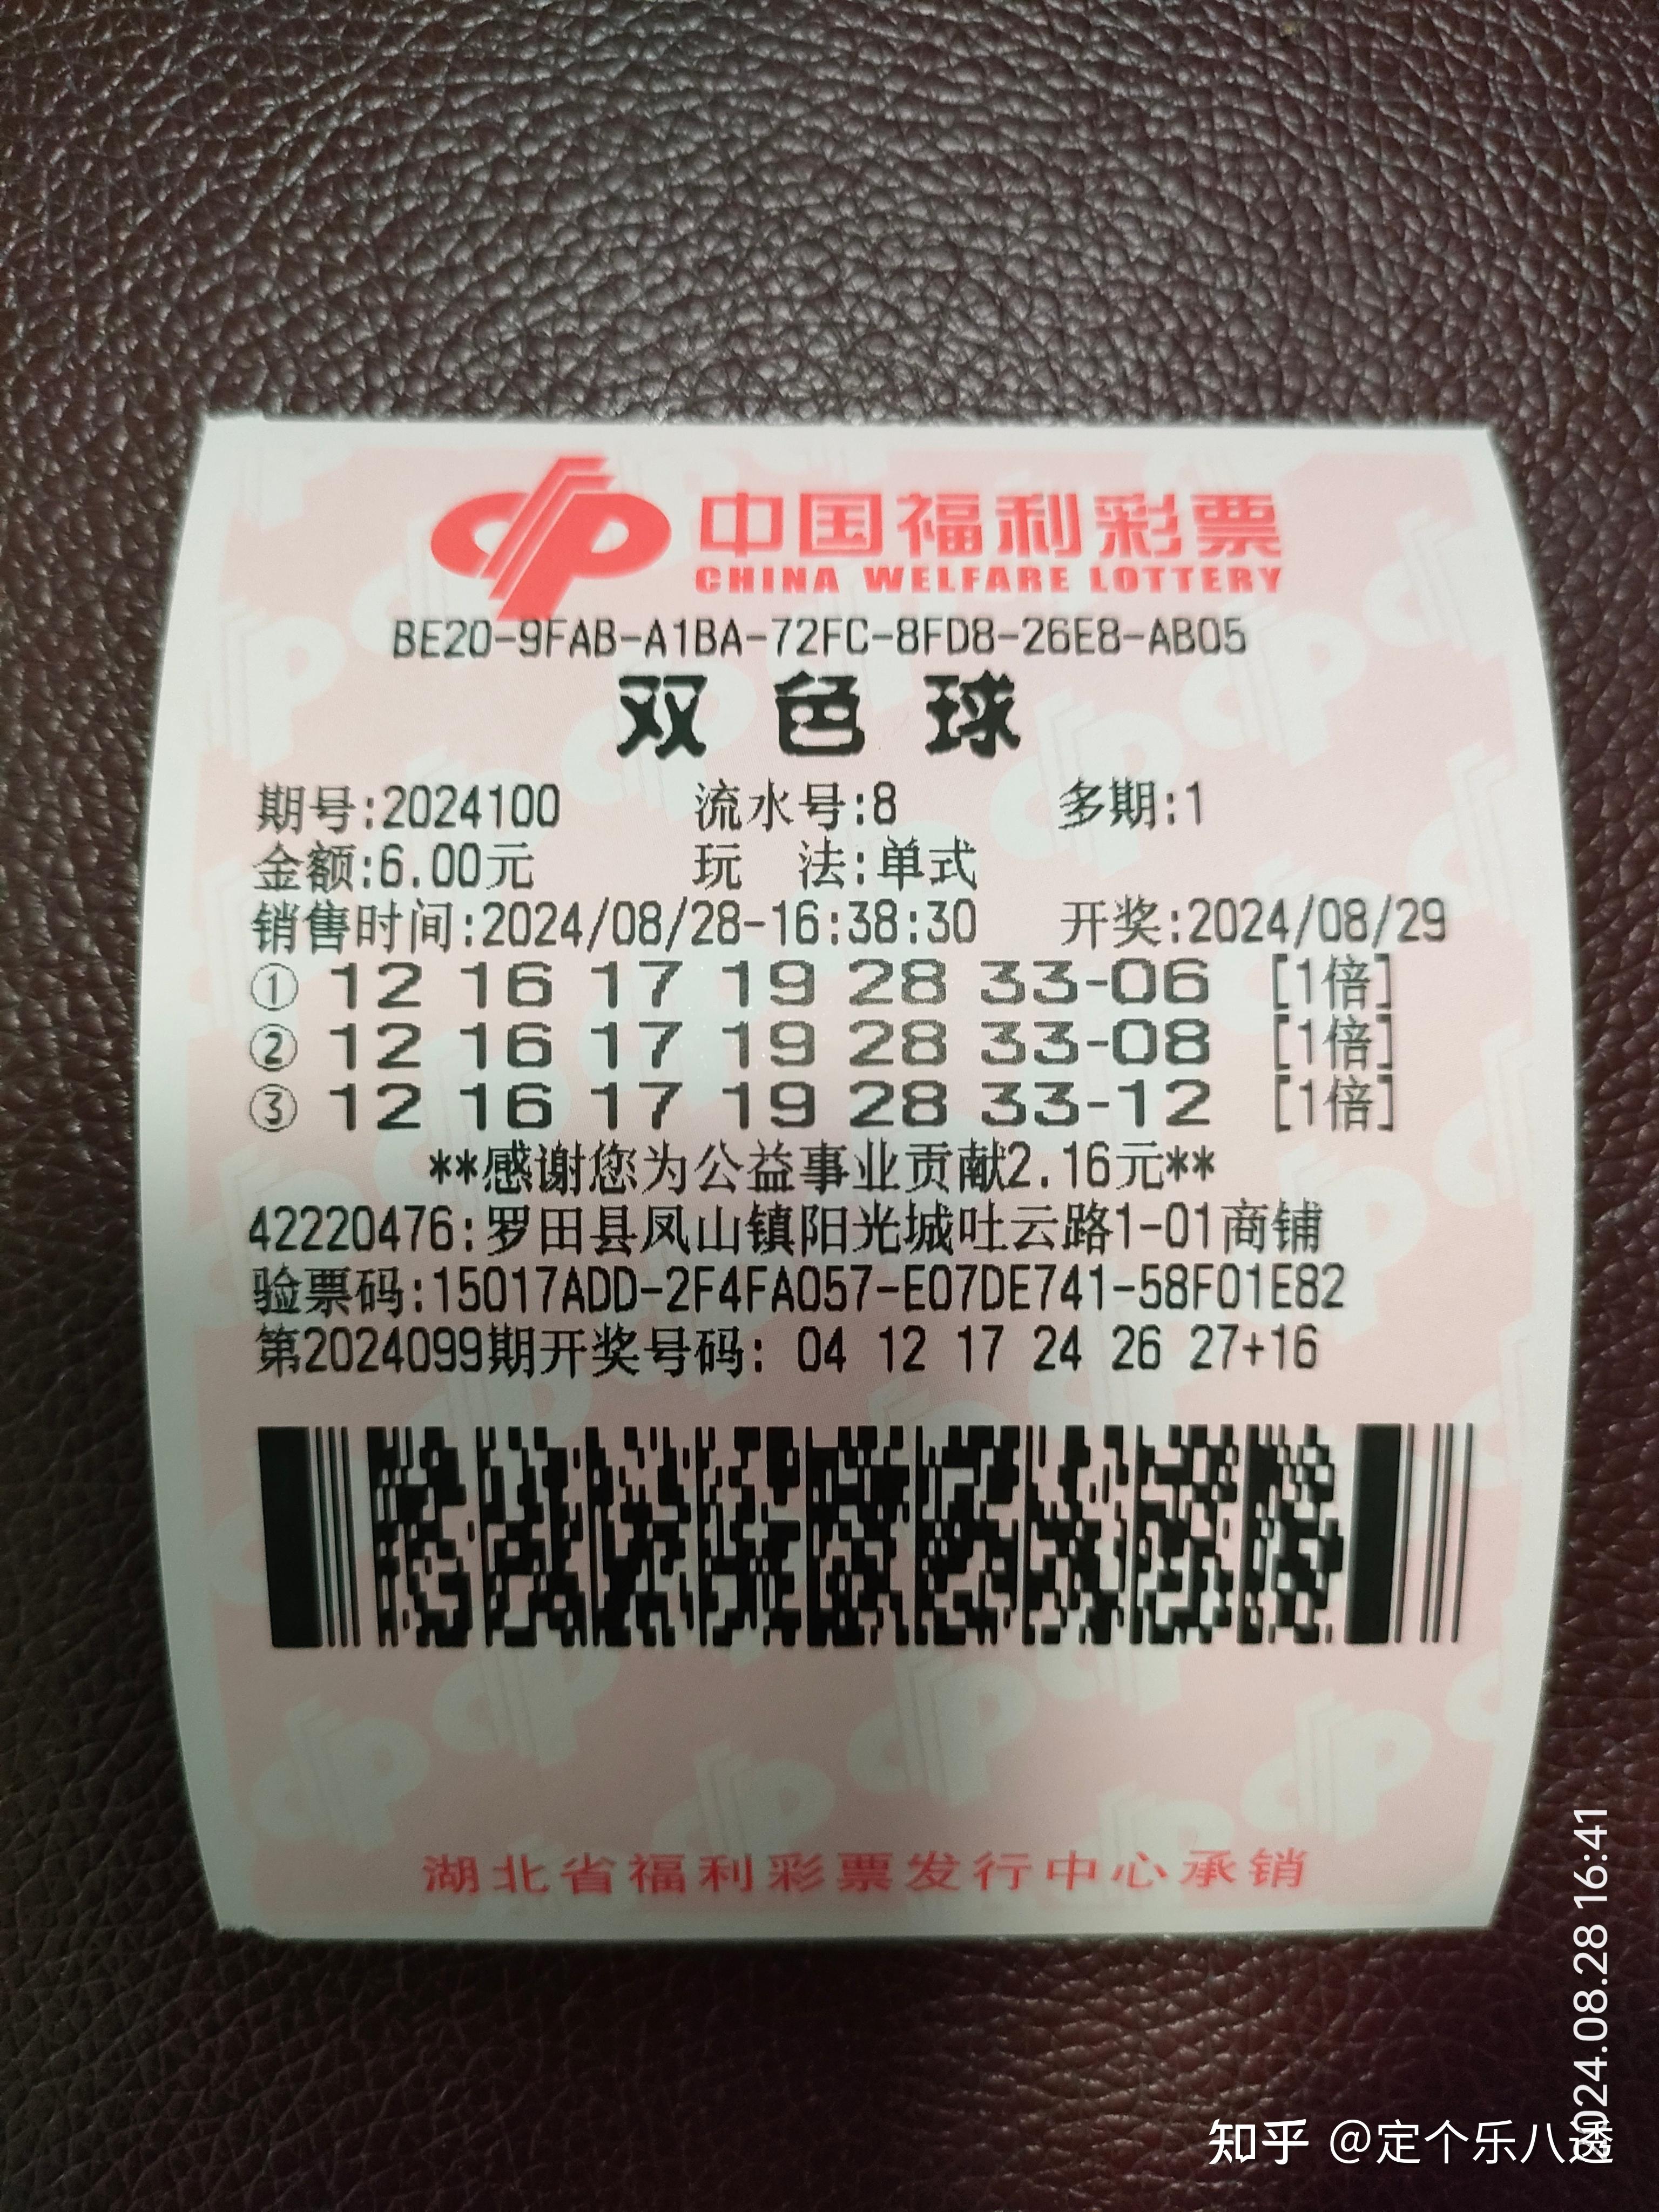 中国福利彩票
CHINA WELFARE LOTTERY
BE20-9FAB-A1BA-72FC-8FD8-26E8-AB05
双色球
期号:2024100 流水号:8 多期:1
金额:6.00元 玩 法:单式
销售时间:2024/08/28-16:38:30 开奖:2024/08/29
① 12 16 17 19 28 33-06 [1倍]
② 12 16 17 19 28 33-08 [1倍]
③ 12 16 17 19 28 33-12 [1倍]
**感谢您为公益事业贡献2.16元**
42220476:罗田县凤山镇阳光城吐云路1-01商铺
验票码:15017ADD-2F4FA057-E07DE741-58F01E82
第2024099期开奖号码: 04 12 17 24 26 27+16
湖北省福利彩票发行中心承销
2024.08.28 16:41
知乎 @定个乐八透